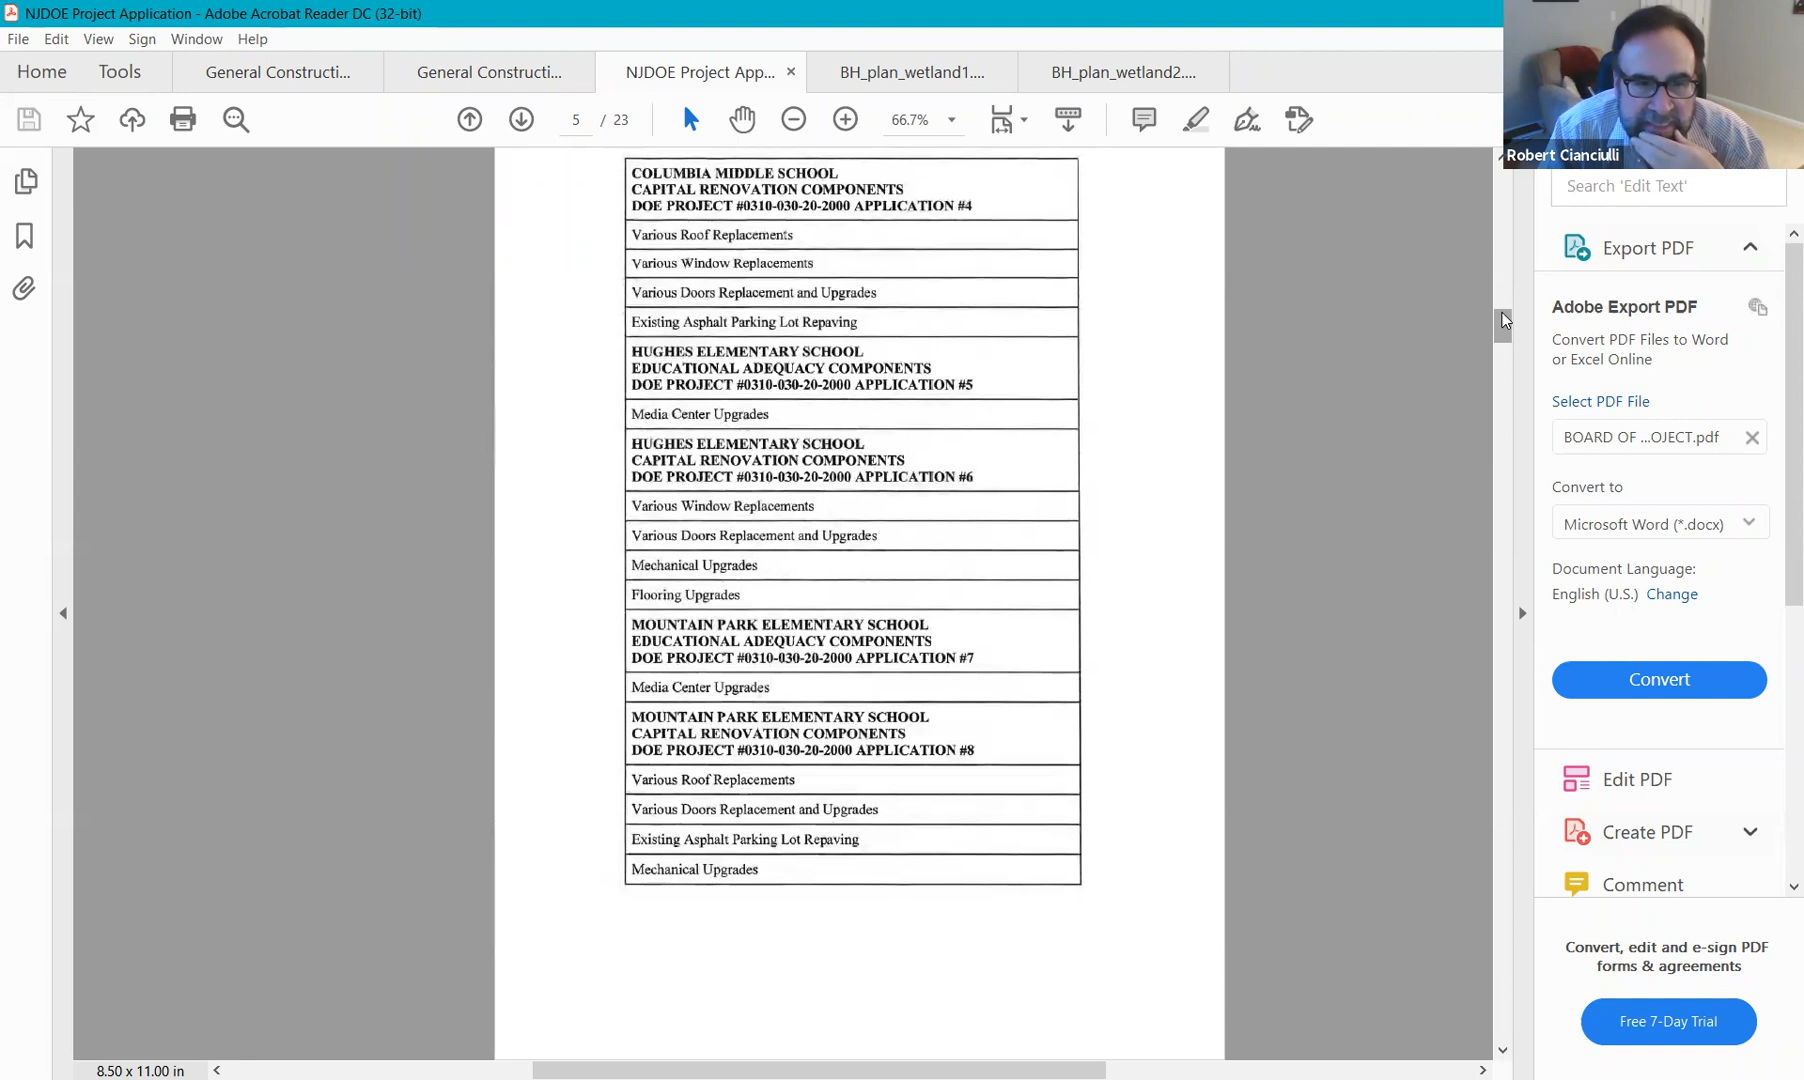 NJDOE Project Application - Adobe Acrobat Reader DC (32-bit)
File Edit View Sign Window Help
Home Tools General Constructi... General Constructi... NJDOE Project App... × BH_plan_wetland1.... BH_plan_wetland2....
5 / 23 66.7%
Robert Cianciulli
COLUMBIA MIDDLE SCHOOL
CAPITAL RENOVATION COMPONENTS
DOE PROJECT #0310-030-20-2000 APPLICATION #4
Various Roof Replacements
Various Window Replacements
Various Doors Replacement and Upgrades
Existing Asphalt Parking Lot Repaving
HUGHES ELEMENTARY SCHOOL
EDUCATIONAL ADEQUACY COMPONENTS
DOE PROJECT #0310-030-20-2000 APPLICATION #5
Media Center Upgrades
HUGHES ELEMENTARY SCHOOL
CAPITAL RENOVATION COMPONENTS
DOE PROJECT #0310-030-20-2000 APPLICATION #6
Various Window Replacements
Various Doors Replacement and Upgrades
Mechanical Upgrades
Flooring Upgrades
MOUNTAIN PARK ELEMENTARY SCHOOL
EDUCATIONAL ADEQUACY COMPONENTS
DOE PROJECT #0310-030-20-2000 APPLICATION #7
Media Center Upgrades
MOUNTAIN PARK ELEMENTARY SCHOOL
CAPITAL RENOVATION COMPONENTS
DOE PROJECT #0310-030-20-2000 APPLICATION #8
Various Roof Replacements
Various Doors Replacement and Upgrades
Existing Asphalt Parking Lot Repaving
Mechanical Upgrades
8.50 x 11.00 in
Search 'Edit Text'
Export PDF
Adobe Export PDF
Convert PDF Files to Word
or Excel Online
Select PDF File
BOARD OF ...OJECT.pdf
Convert to
Microsoft Word (*.docx)
Document Language:
English (U.S.) Change
Convert
Edit PDF
Create PDF
Comment
Convert, edit and e-sign PDF
forms & agreements
Free 7-Day Trial